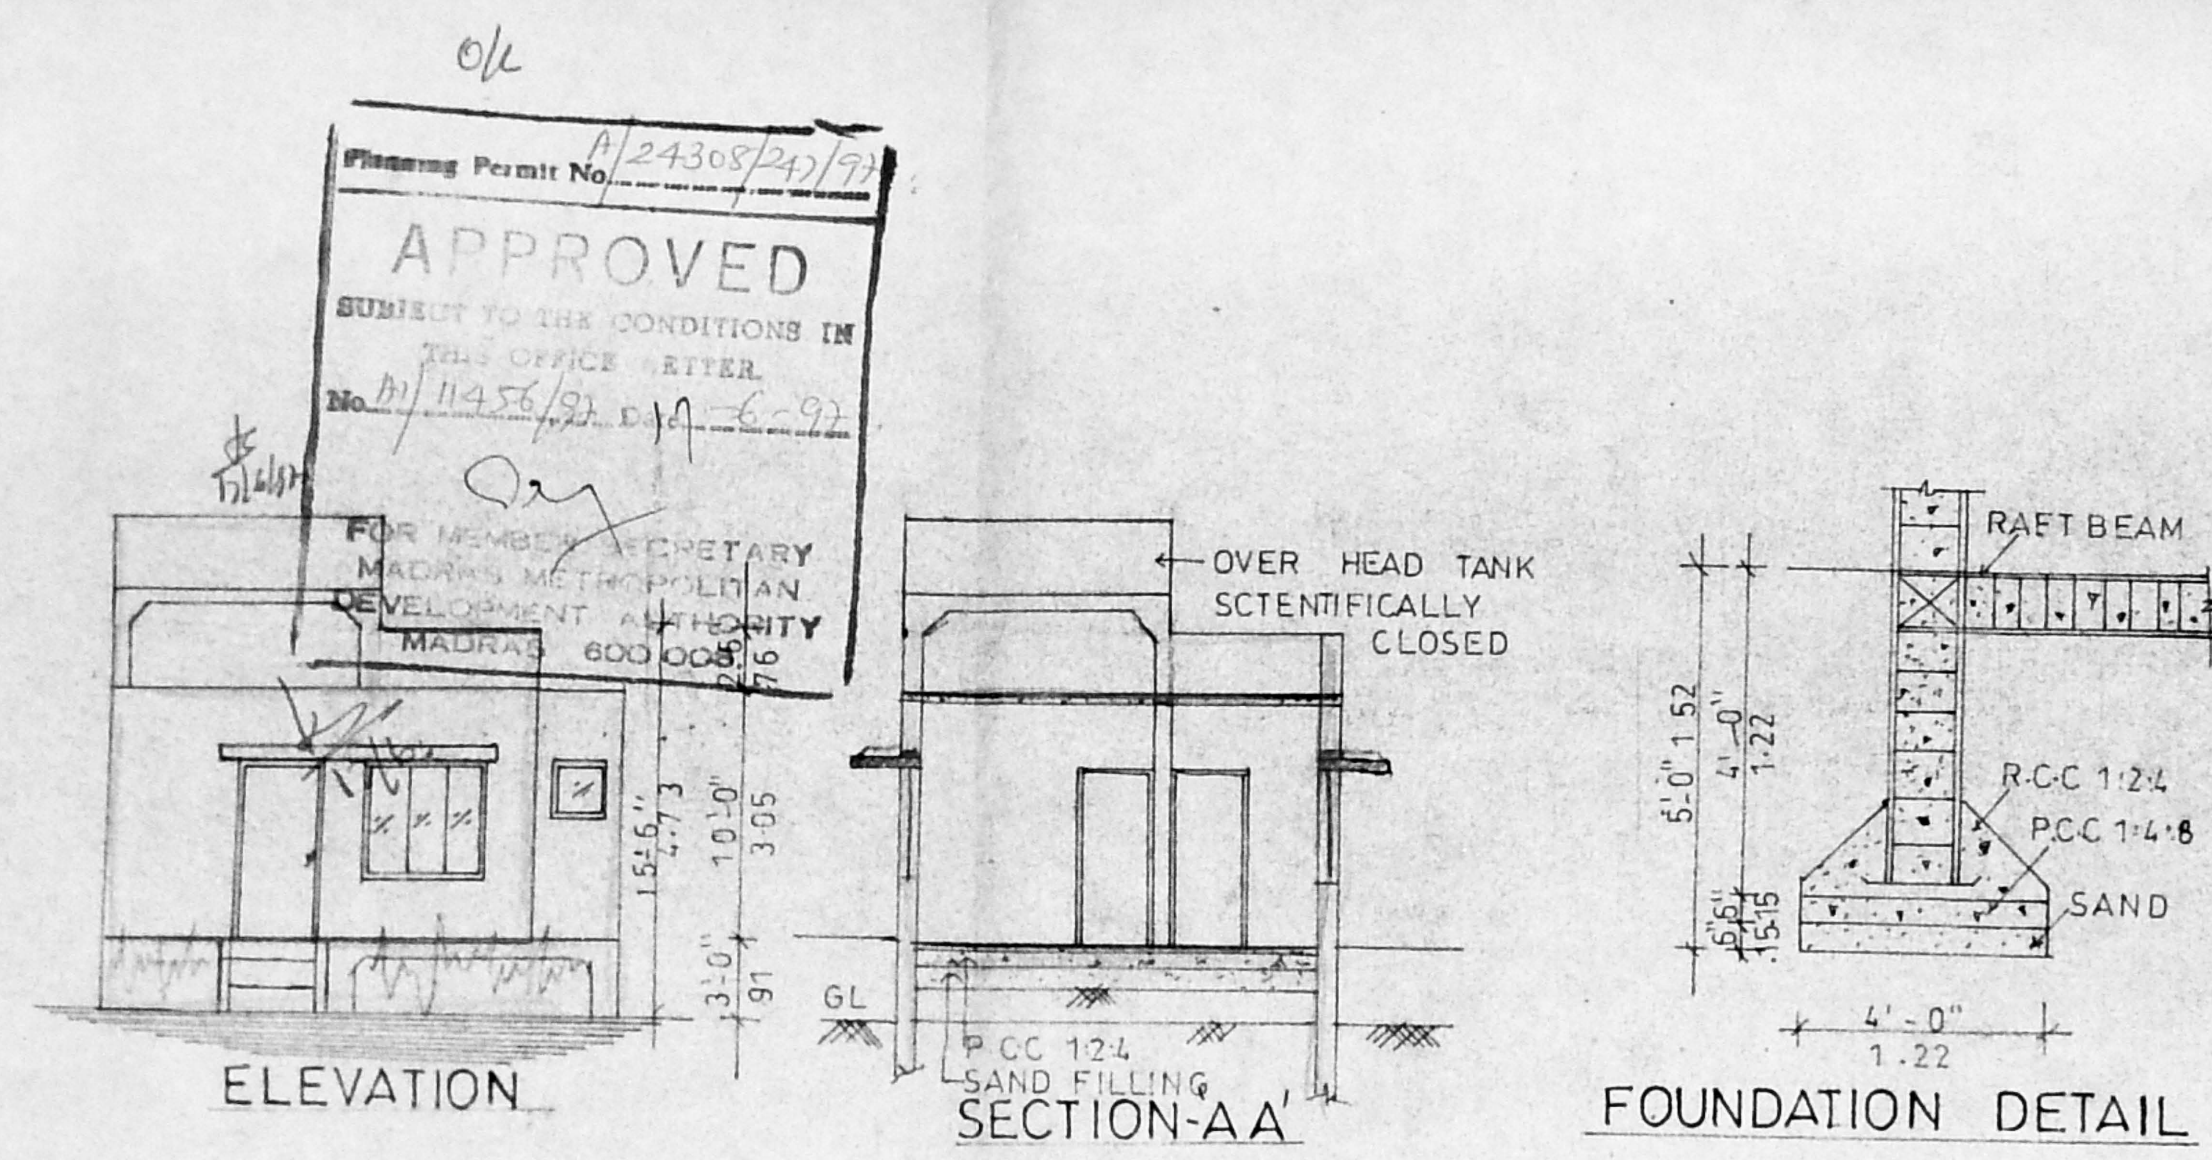 O/K
Planning Permit No. A/24308/247/97
APPROVED
SUBJECT TO THE CONDITIONS IN
THIS OFFICE LETTER
No. A1/11456/97 Date 17-6-97
FOR MEMBER SECRETARY
MADRAS METROPOLITAN
DEVELOPMENT AUTHORITY
MADRAS 600 008
15'-6"
4.73
2'-6"
76
10'-0"
3.05
3'-0"
91
ELEVATION
OVER HEAD TANK
SCTENTIFICALLY
CLOSED
GL
P.C.C 1:2:4
SAND FILLING
SECTION-AA'
RAFT BEAM
5'-0" 1.52
4'-0"
1.22
R.C.C 1:2:4
P.C.C 1:4:8
SAND
6"6"
.15.15
4'-0"
1.22
FOUNDATION DETAIL